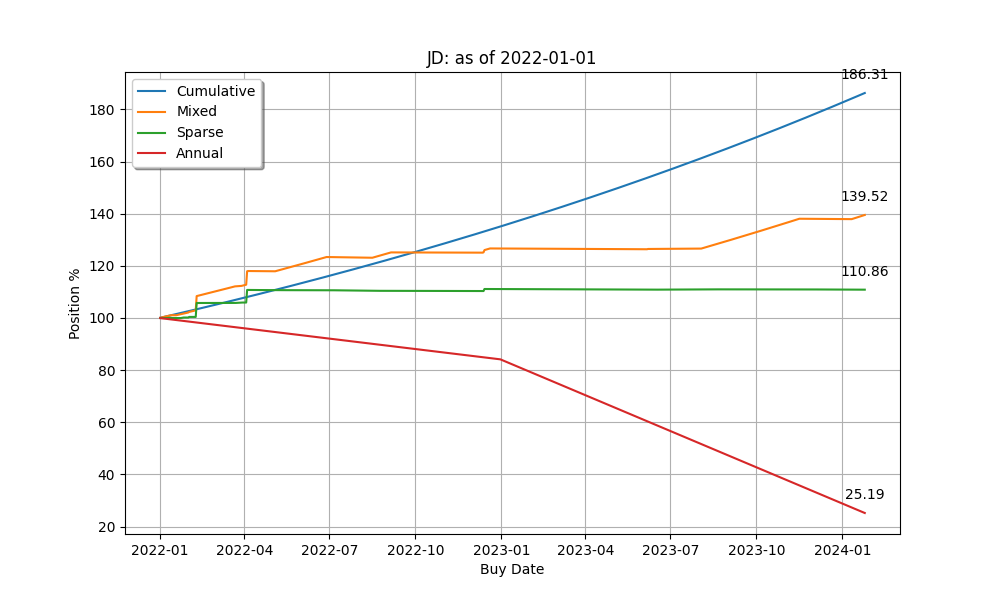 JD: as of 2022-01-01
186.31
Cumulative
Mixed
Sparse
Annual
139.52
110.86
25.19
180
160
140
120
100
80
60
40
20
Position %
2022-01 2022-04 2022-07 2022-10 2023-01 2023-04 2023-07 2023-10 2024-01
Buy Date